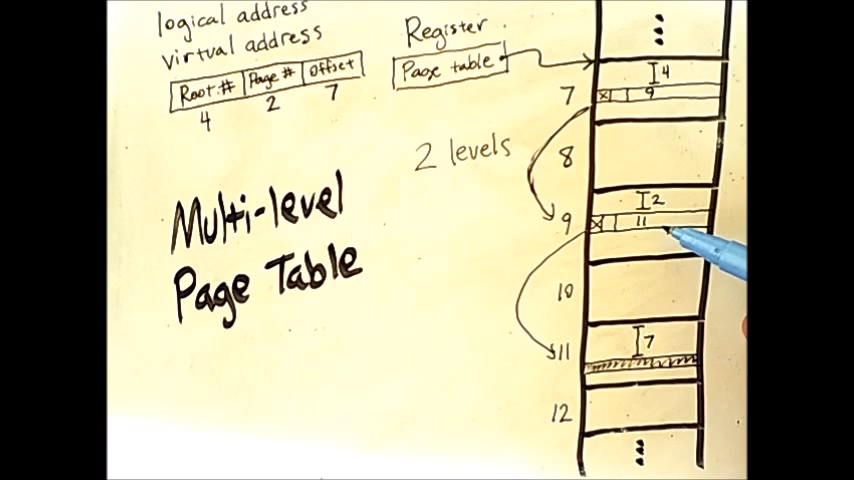 logical address
virtual address
Root # Page # Offset
4 2 7
Register
Page table
2 levels
Multi-level
Page Table
4
7 9
8
2
9 11
10
7
11
12